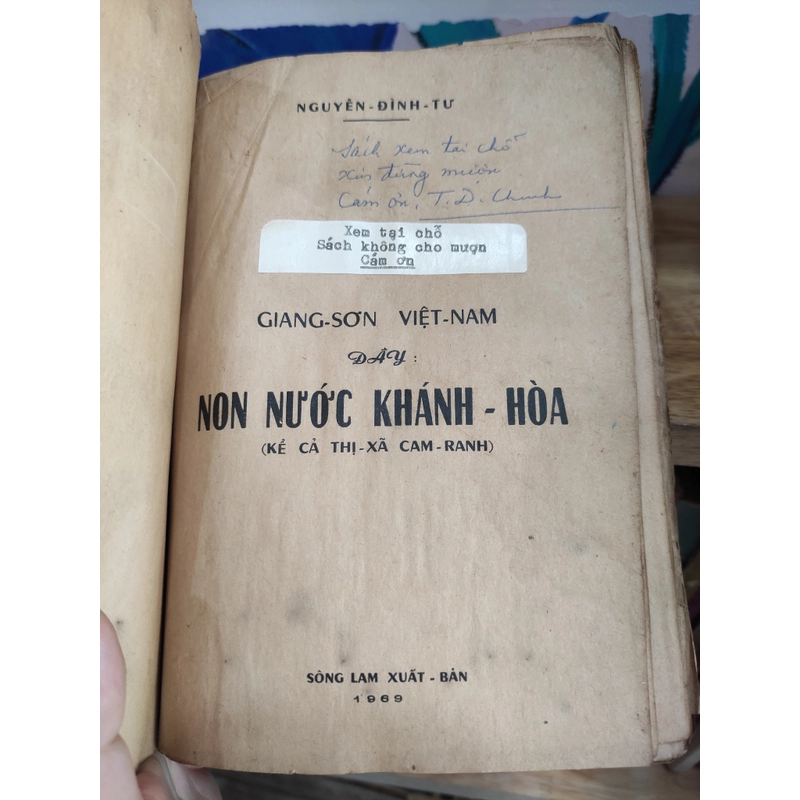 NGUYỄN-ĐÌNH-TƯ
Sách xem tại chỗ
xin đừng mượn
Cám ơn, T. D. Chinh
Xem tại chỗ
Sách không cho mượn
Cám ơn
GIANG-SƠN VIỆT-NAM
ĐÂY :
NON NƯỚC KHÁNH-HÒA
(KỂ CẢ THỊ-XÃ CAM-RANH)
SÔNG LAM XUẤT-BẢN
1969